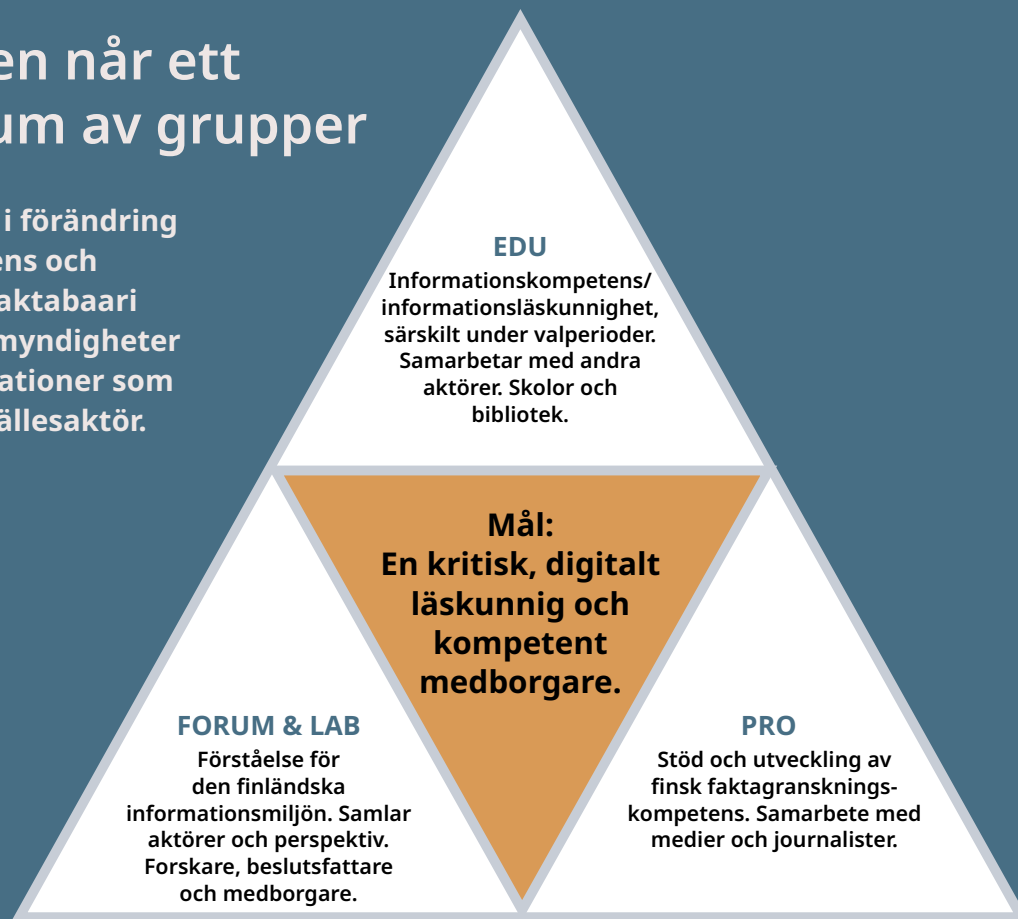 en når ett
um av grupper
i förändring
ens och
aktabaari
myndigheter
ationer som
ällesaktör.
EDU
Informationskompetens/
informationsläskunnighet,
särskilt under valperioder.
Samarbetar med andra
aktörer. Skolor och
bibliotek.
Mål:
En kritisk, digitalt
läskunnig och
kompetent
medborgare.
FORUM & LAB
Förståelse för
den finländska
informationsmiljön. Samlar
aktörer och perspektiv.
Forskare, beslutsfattare
och medborgare.
PRO
Stöd och utveckling av
finsk faktagransknings-
kompetens. Samarbete med
medier och journalister.